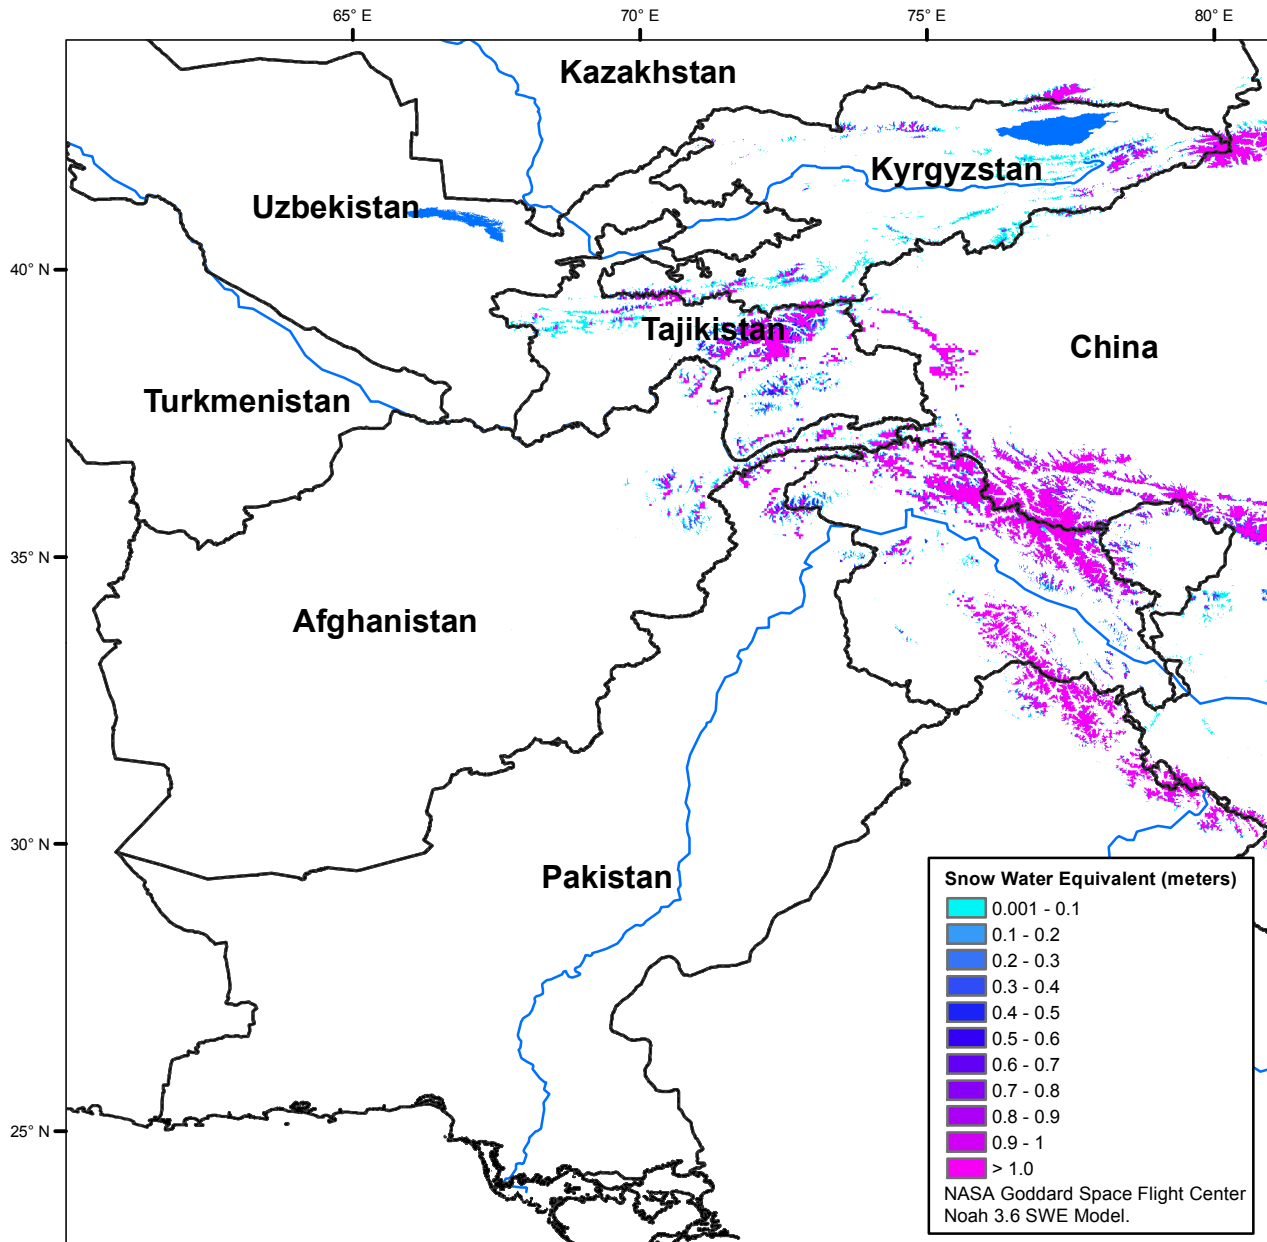 65° E
70° E
75° E
80° E
Kazakhstan
Kyrgyzstan
Uzbekistan
40° N
Tajikistan
China
Turkmenistan
35° N
Afghanistan
30° N
Pakistan
25° N
Snow Water Equivalent (meters)
0.001 - 0.1
0.1 - 0.2
0.2 - 0.3
0.3 - 0.4
0.4 - 0.5
0.5 - 0.6
0.6 - 0.7
0.7 - 0.8
0.8 - 0.9
0.9 - 1
> 1.0
NASA Goddard Space Flight Center
Noah 3.6 SWE Model.